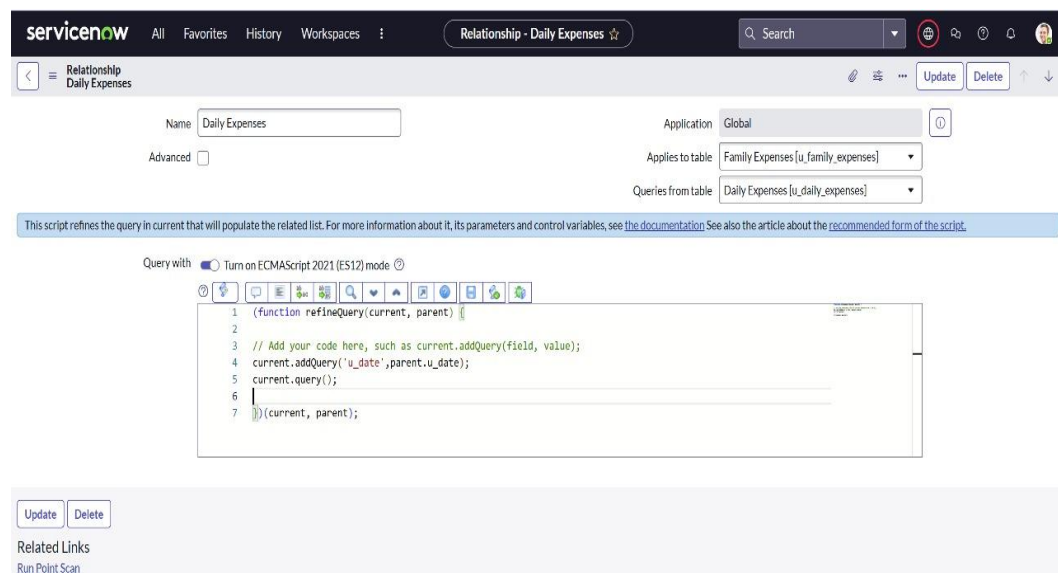 servicenow All Favorites History Workspaces Relationship - Daily Expenses Search
Relationship
Daily Expenses
Update Delete
Name Daily Expenses Application Global
Advanced Applies to table Family Expenses [u_family_expenses]
Queries from table Daily Expenses [u_daily_expenses]
This script refines the query in current that will populate the related list. For more information about it, its parameters and control variables, see the documentation See also the article about the recommended form of the script.
Query with Turn on ECMAScript 2021 (ES12) mode
1 (function refineQuery(current, parent) {
2
3 // Add your code here, such as current.addQuery(field, value);
4 current.addQuery('u_date',parent.u_date);
5 current.query();
6
7 })(current, parent);
Update Delete
Related Links
Run Point Scan